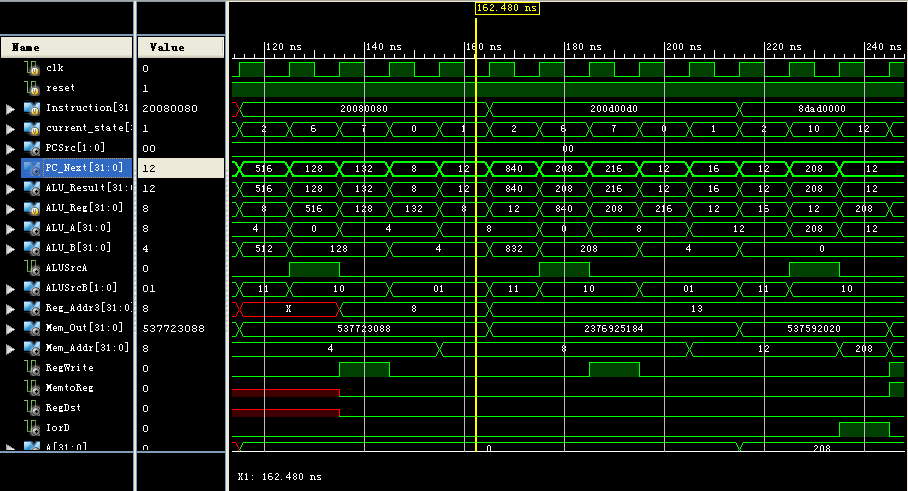 162.480 ns
Name Value
120 ns 140 ns 160 ns 180 ns 200 ns 220 ns 240 ns
clk 0
reset 1
Instruction[31 20080080 20080080 200d00d0 8dad0000
current_state[ 1 2 6 7 0 1 2 6 7 0 1 2 10 12
PCSrc[1:0] 00 00
PC_Next[31:0] 12 516 128 132 8 12 840 208 216 12 16 12 208 12
ALU_Result[31: 12 516 128 132 8 12 840 208 216 12 16 12 208 12
ALU_Reg[31:0] 8 8 516 128 132 8 12 840 208 216 12 16 12 208
ALU_A[31:0] 8 4 0 4 8 0 8 12 208 12
ALU_B[31:0] 4 512 128 4 832 208 4 0
ALUSrcA 0
ALUSrcB[1:0] 01 11 10 01 11 10 01 11 10
Reg_Addr3[31:0] 8 X 8 13
Mem_Out[31:0] 537723088 537723088 2376925184 537592020
Mem_Addr[31:0] 8 4 8 12 208
RegWrite 0
MemtoReg 0
RegDst 0
IorD 0
A[31:0] 0 0 208
X1: 162.480 ns